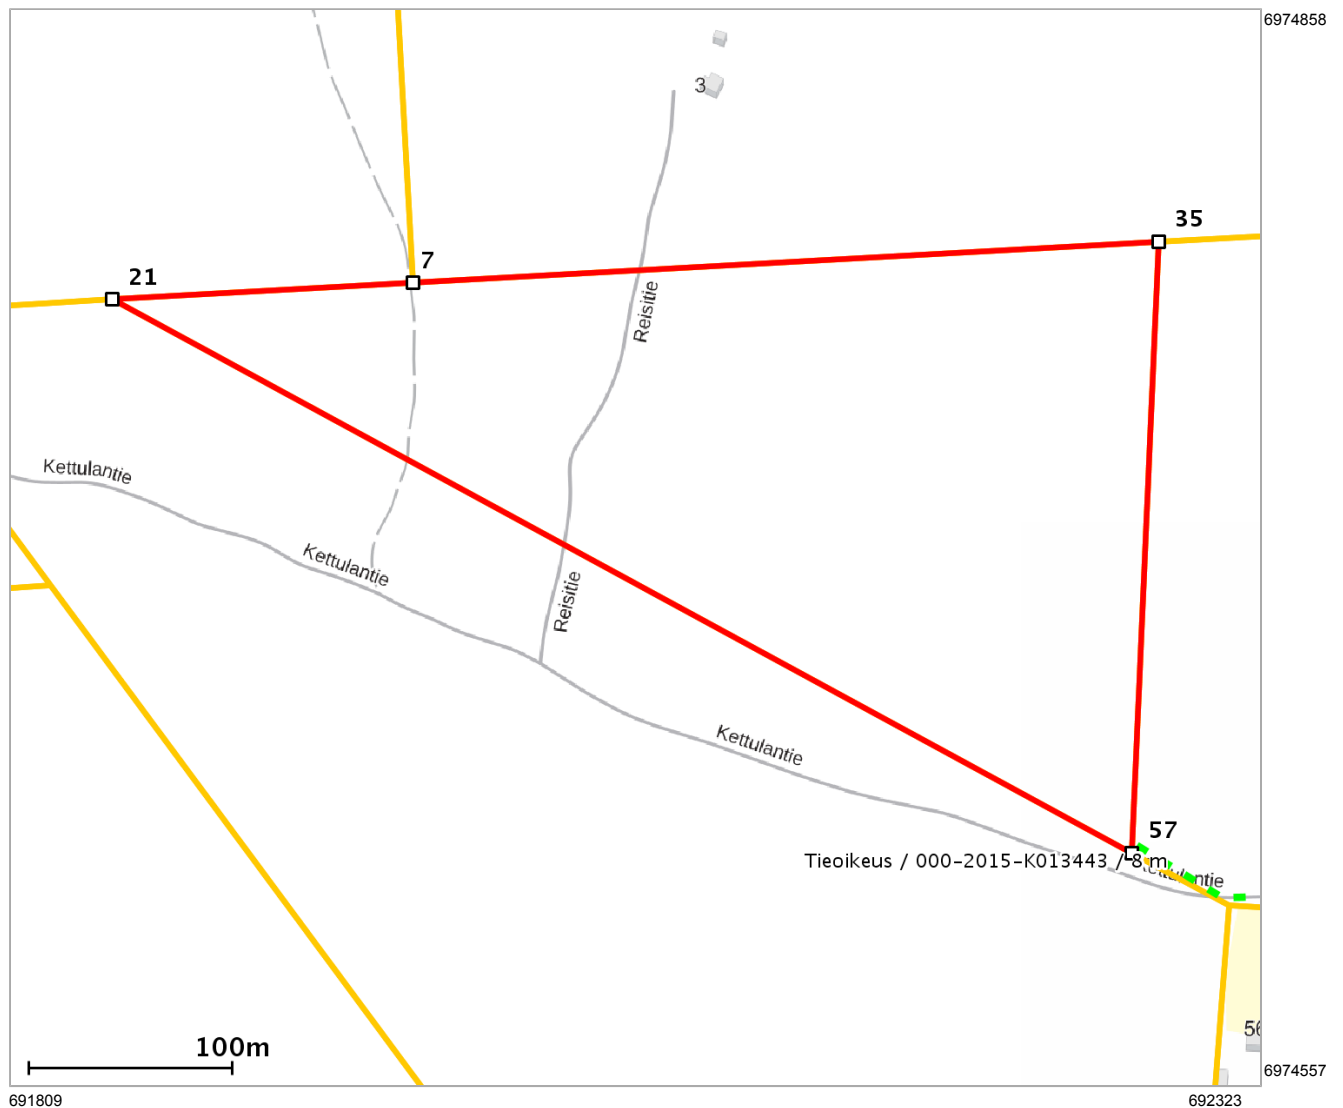 6974858
3
35
7
21
Reisitie
Kettulantie
Kettulantie
Reisitie
Kettulantie
57
Tieoikeus / 000-2015-K013443 / 8 m
Kettulantie
56
100m
6974557
691809
692323